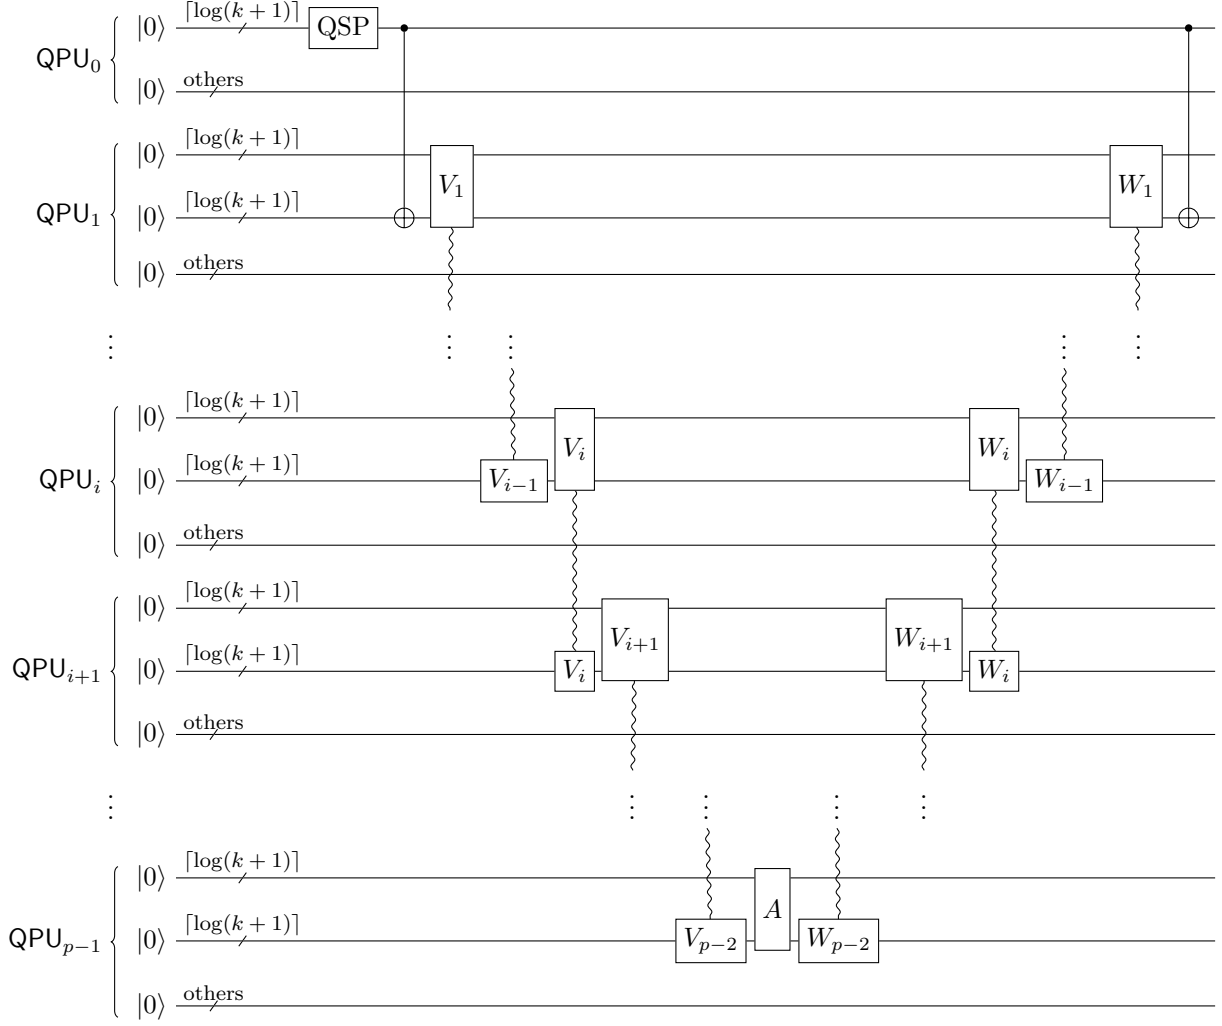 |0⟩ ⌈log(k + 1)⌉ QSP
QPU₀
|0⟩ others
|0⟩ ⌈log(k + 1)⌉
V₁ W₁
QPU₁ |0⟩ ⌈log(k + 1)⌉
|0⟩ others
⋮ ⋮ ⋮ ⋮ ⋮
|0⟩ ⌈log(k + 1)⌉
Vᵢ Wᵢ
QPUᵢ |0⟩ ⌈log(k + 1)⌉ Vᵢ₋₁ Wᵢ₋₁
|0⟩ others
|0⟩ ⌈log(k + 1)⌉
Vᵢ₊₁ Wᵢ₊₁
QPUᵢ₊₁ |0⟩ ⌈log(k + 1)⌉ Vᵢ Wᵢ
|0⟩ others
⋮ ⋮ ⋮ ⋮ ⋮
|0⟩ ⌈log(k + 1)⌉
A
QPU_{p−1} |0⟩ ⌈log(k + 1)⌉ V_{p−2} W_{p−2}
|0⟩ others